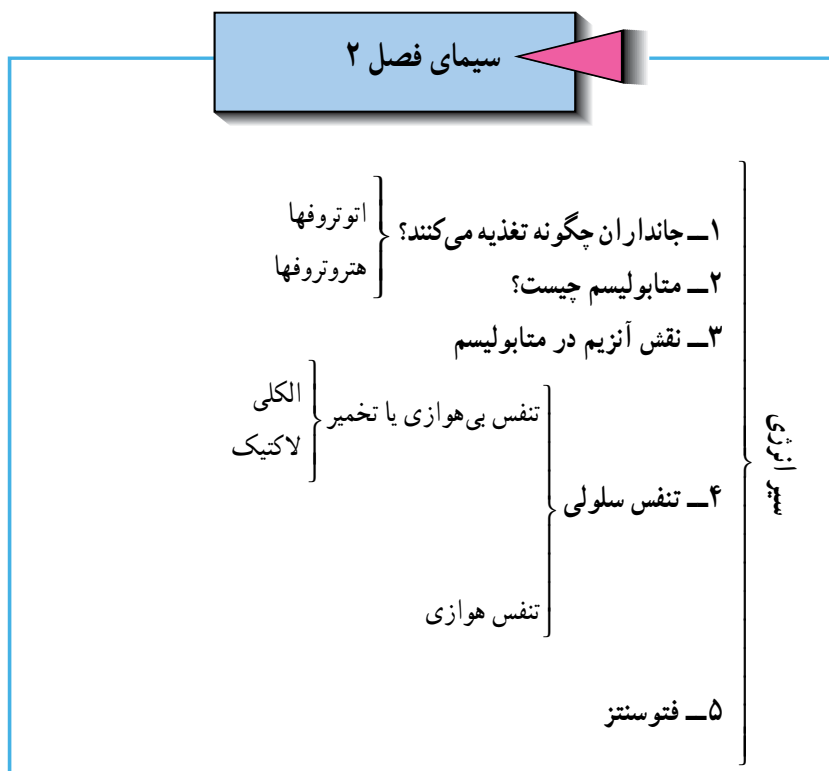 سیمای فصل ۲
سیر انرژی
۱ــ جانداران چگونه تغذیه می‌کنند؟
اتوتروفها
هتروتروفها
۲ــ متابولیسم چیست؟
۳ــ نقش آنزیم در متابولیسم
۴ــ تنفس سلولی
تنفس بی‌هوازی یا تخمیر
الکلی
لاکتیک
تنفس هوازی
۵ــ فتوسنتز